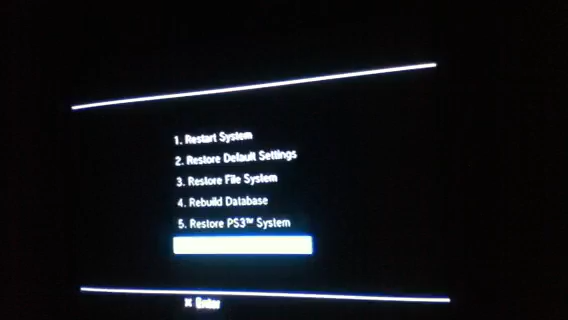 1. Restart System
2. Restore Default Settings
3. Restore File System
4. Rebuild Database
5. Restore PS3™ System
✕ Enter